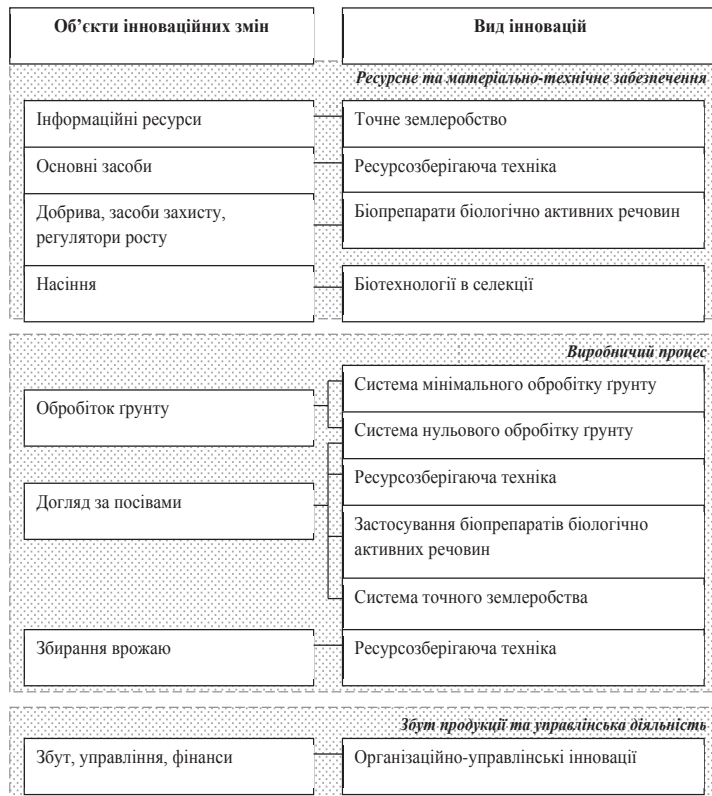 Об’єкти інноваційних змін
Вид інновацій
Ресурсне та матеріально-технічне забезпечення
Інформаційні ресурси
Точне землеробство
Основні засоби
Ресурсозберігаюча техніка
Добрива, засоби захисту,
регулятори росту
Біопрепарати біологічно активних речовин
Насіння
Біотехнології в селекції
Виробничий процес
Обробіток ґрунту
Система мінімального обробітку ґрунту
Система нульового обробітку ґрунту
Догляд за посівами
Ресурсозберігаюча техніка
Застосування біопрепаратів біологічно
активних речовин
Система точного землеробства
Збирання врожаю
Ресурсозберігаюча техніка
Збут продукції та управлінська діяльність
Збут, управління, фінанси
Організаційно-управлінські інновації